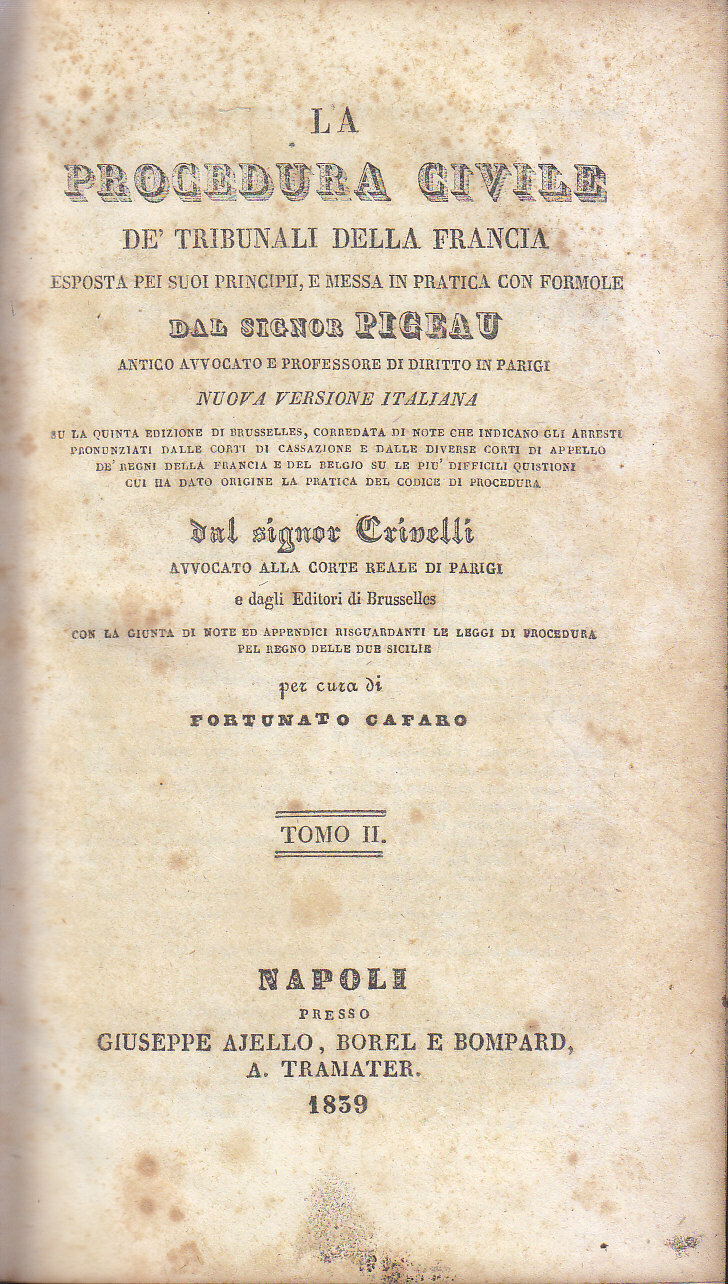 LA
PROCEDURA CIVILE
DE' TRIBUNALI DELLA FRANCIA
ESPOSTA PEI SUOI PRINCIPII, E MESSA IN PRATICA CON FORMOLE
DAL SIGNOR PIGEAU
ANTICO AVVOCATO E PROFESSORE DI DIRITTO IN PARIGI
NUOVA VERSIONE ITALIANA
SU LA QUINTA EDIZIONE DI BRUSSELLES, CORREDATA DI NOTE CHE INDICANO GLI ARRESTI
PRONUNZIATI DALLE CORTI DI CASSAZIONE E DALLE DIVERSE CORTI DI APPELLO
DE' REGNI DELLA FRANCIA E DEL BELGIO SU LE PIU' DIFFICILI QUISTIONI
CUI HA DATO ORIGINE LA PRATICA DEL CODICE DI PROCEDURA
dal signor Crivelli
AVVOCATO ALLA CORTE REALE DI PARIGI
e dagli Editori di Brusselles
CON LA GIUNTA DI NOTE ED APPENDICI RISGUARDANTI LE LEGGI DI PROCEDURA
PEL REGNO DELLE DUE SICILIE
per cura di
FORTUNATO CAFARO
TOMO II.
NAPOLI
PRESSO
GIUSEPPE AJELLO, BOREL E BOMPARD,
A. TRAMATER.
1839